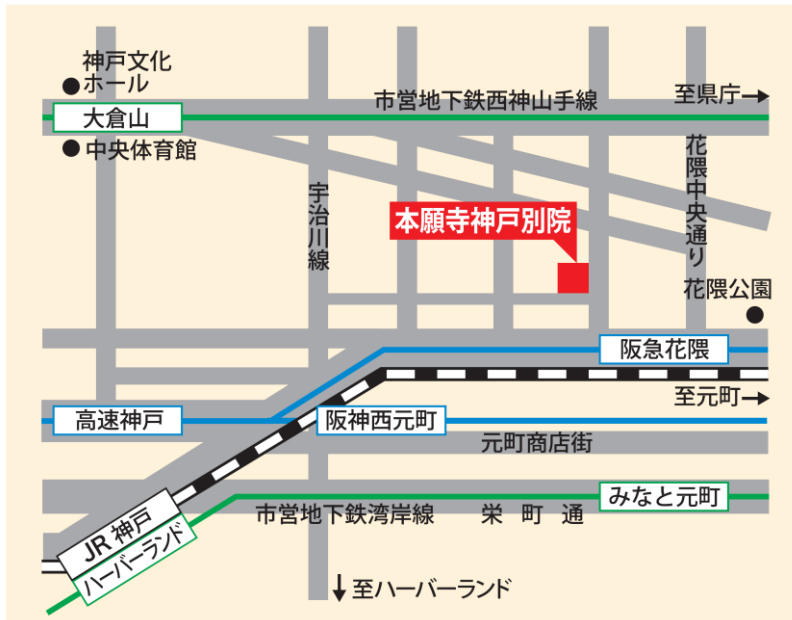 神戸文化
ホール
市営地下鉄西神山手線
至県庁
大倉山
中央体育館
花隈中央通り
宇治川線
本願寺神戸別院
花隈公園
阪急花隈
至元町
高速神戸
阪神西元町
元町商店街
みなと元町
市営地下鉄湾岸線
栄町通
JR 神戸
ハーバーランド
至ハーバーランド